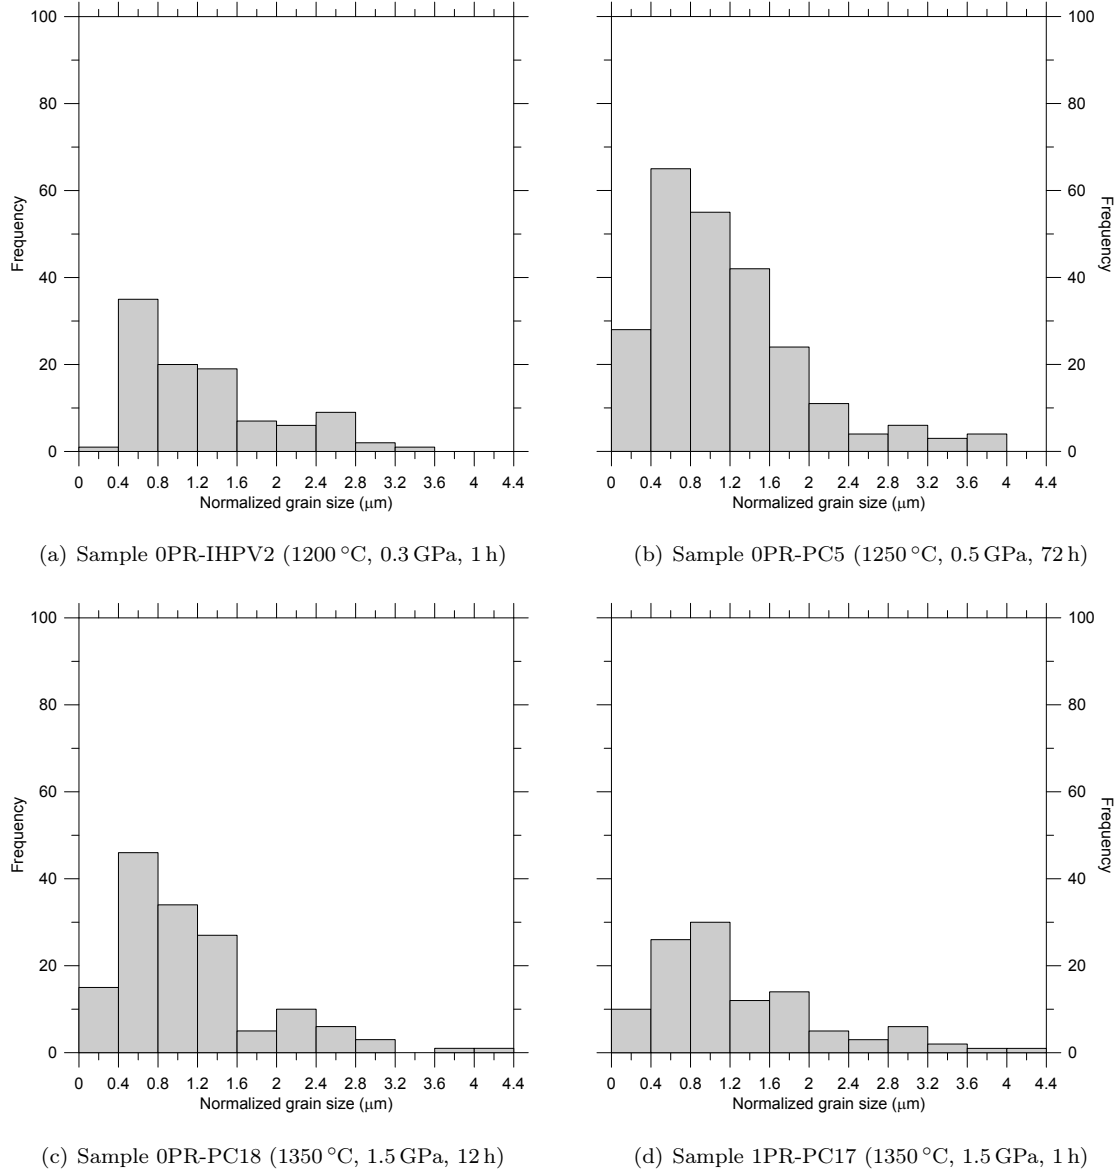 100
80
60
40
20
0
Frequency
0 0.4 0.8 1.2 1.6 2 2.4 2.8 3.2 3.6 4.4
Normalized grain size (µm)
(a) Sample 0PR-IHPV2 (1200 °C, 0.3 GPa, 1 h)
100
80
60
40
20
0
Frequency
0 0.4 0.8 1.2 1.6 2 2.4 2.8 3.2 3.6 4.4
Normalized grain size (µm)
(b) Sample 0PR-PC5 (1250 °C, 0.5 GPa, 72 h)
100
80
60
40
20
0
Frequency
0 0.4 0.8 1.2 1.6 2 2.4 2.8 3.2 3.6 4.4
Normalized grain size (µm)
(c) Sample 0PR-PC18 (1350 °C, 1.5 GPa, 12 h)
100
80
60
40
20
0
Frequency
0 0.4 0.8 1.2 1.6 2 2.4 2.8 3.2 3.6 4.4
Normalized grain size (µm)
(d) Sample 1PR-PC17 (1350 °C, 1.5 GPa, 1 h)